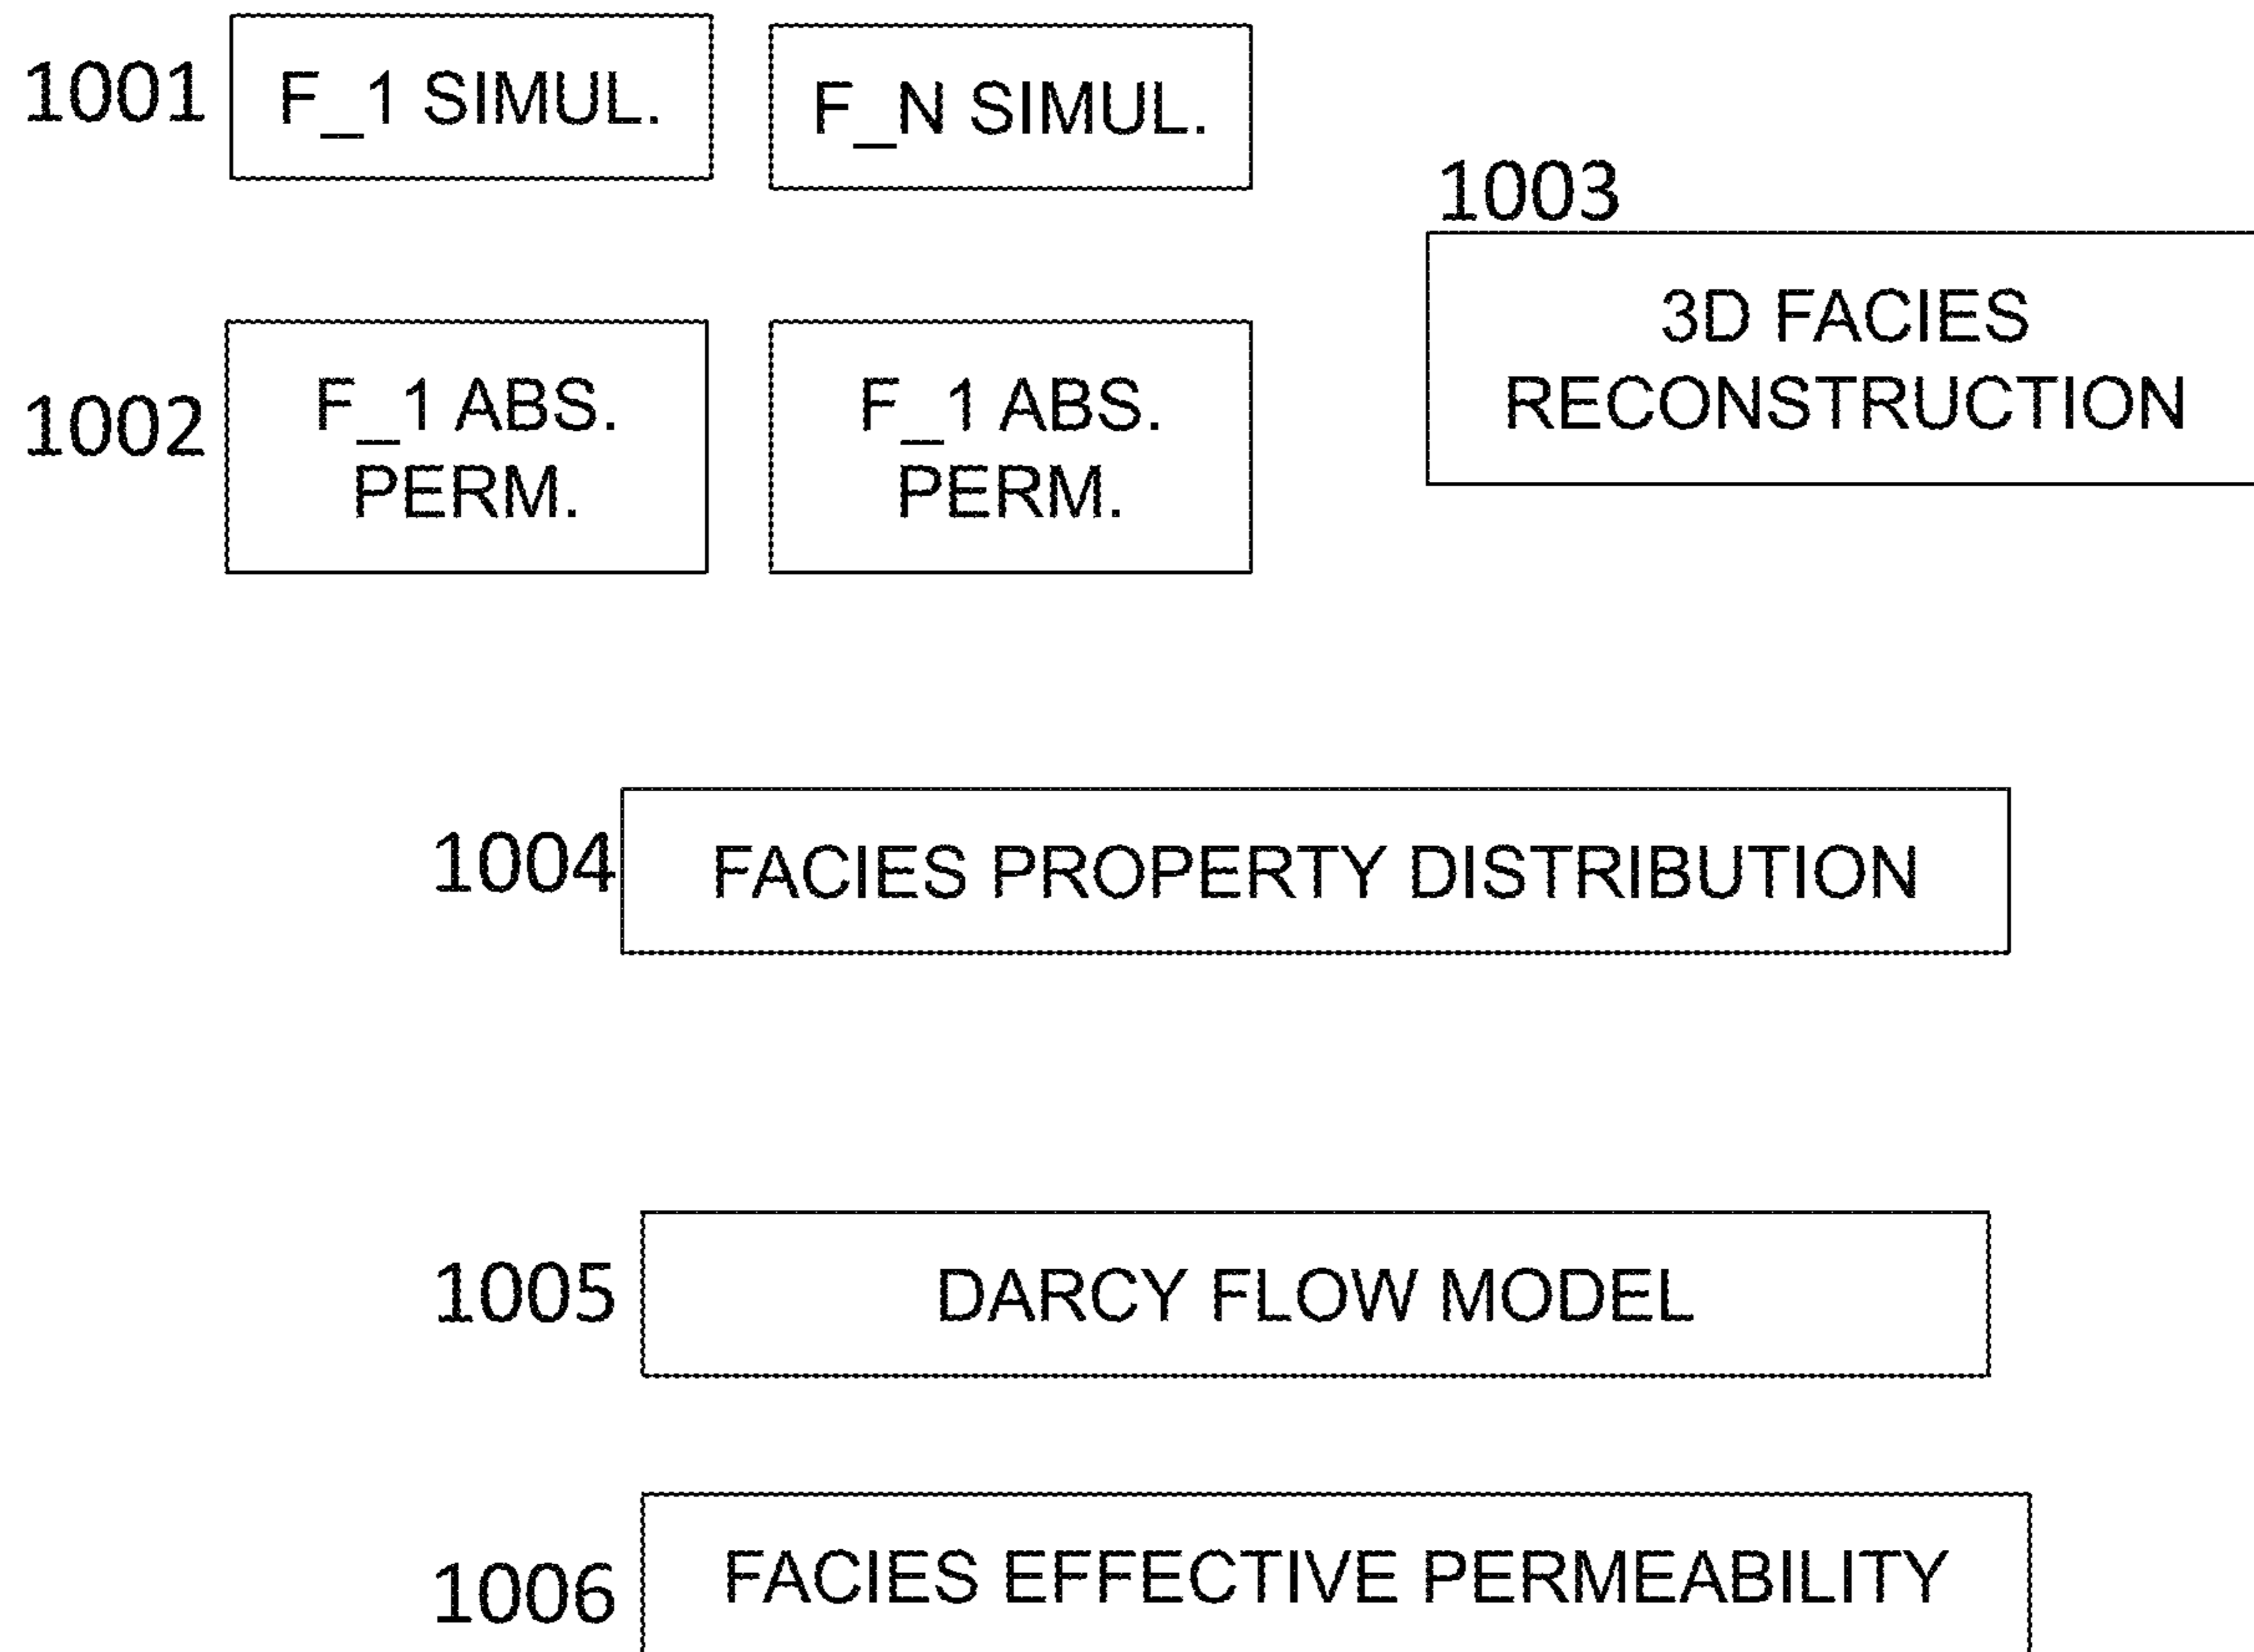 1001
F_1 SIMUL.
F_N SIMUL.
1003
3D FACIES
RECONSTRUCTION
1002
F_1 ABS.
PERM.
F_1 ABS.
PERM.
1004
FACIES PROPERTY DISTRIBUTION
1005
DARCY FLOW MODEL
1006
FACIES EFFECTIVE PERMEABILITY